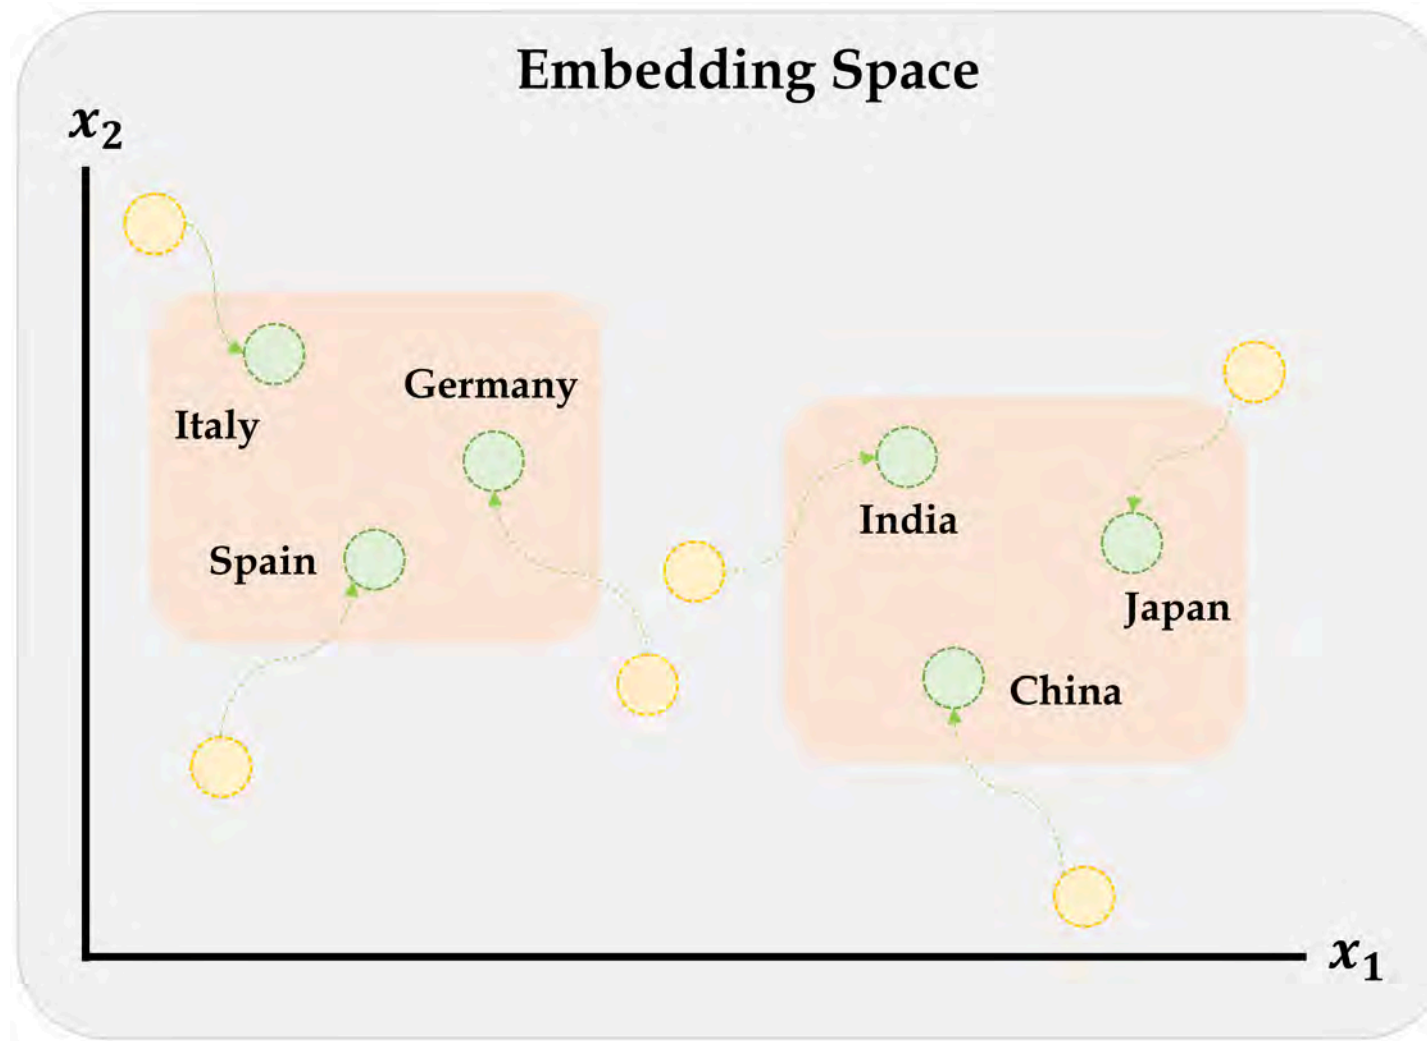 Embedding Space
x₂
Germany
Italy
India
Spain
Japan
China
x₁